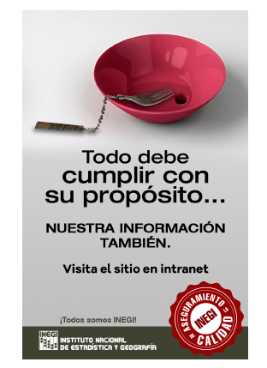 Todo debe
cumplir con
su propósito...
NUESTRA INFORMACIÓN
TAMBIÉN.
Visita el sitio en intranet
¡Todos somos INEGI!
INEGI
INSTITUTO NACIONAL
DE ESTADÍSTICA Y GEOGRAFÍA
ASEGURAMIENTO
INEGI
CALIDAD